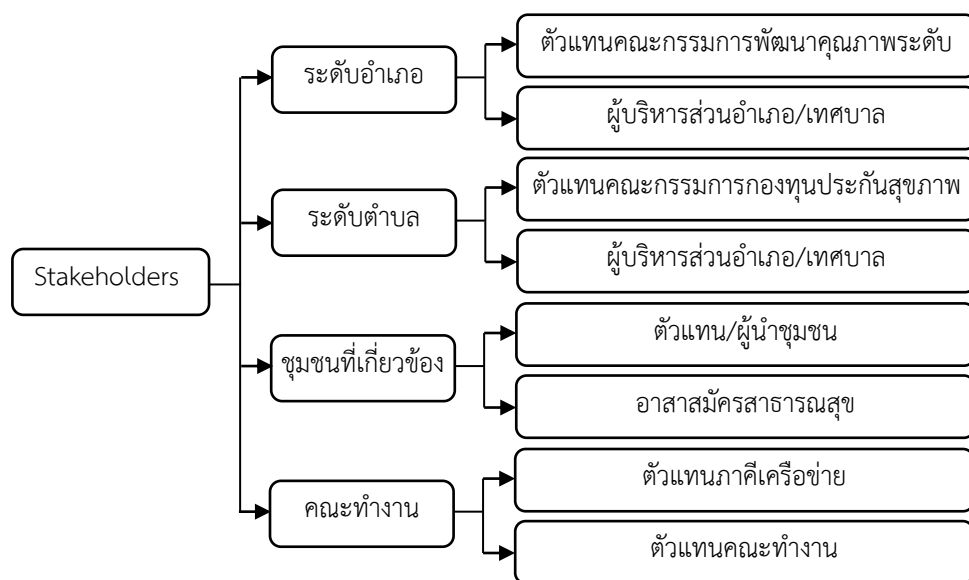 Stakeholders
ระดับอำเภอ
ตัวแทนคณะกรรมการพัฒนาคุณภาพระดับ
ผู้บริหารส่วนอำเภอ/เทศบาล
ระดับตำบล
ตัวแทนคณะกรรมการกองทุนประกันสุขภาพ
ผู้บริหารส่วนอำเภอ/เทศบาล
ชุมชนที่เกี่ยวข้อง
ตัวแทน/ผู้นำชุมชน
อาสาสมัครสาธารณสุข
คณะทำงาน
ตัวแทนภาคีเครือข่าย
ตัวแทนคณะทำงาน